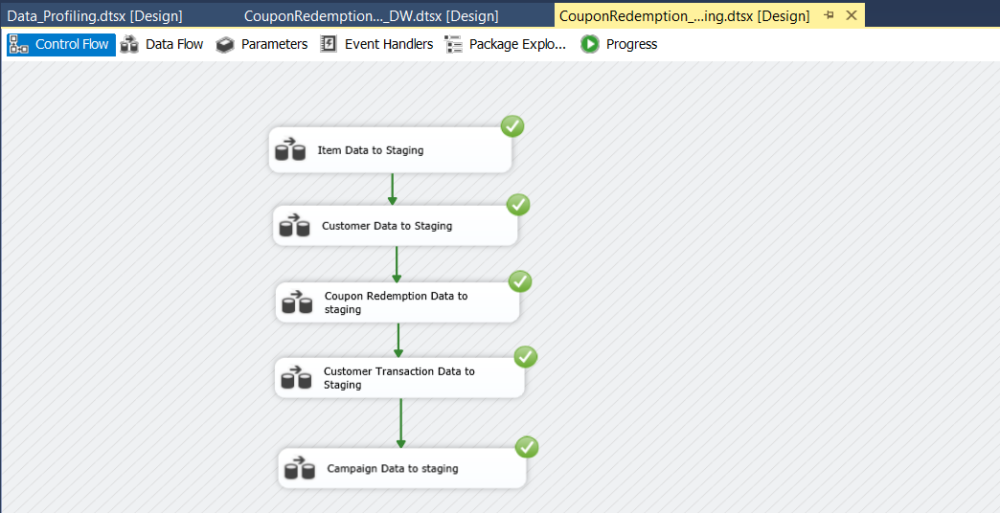 Data_Profiling.dtsx [Design]
CouponRedemption..._DW.dtsx [Design]
CouponRedemption_...ing.dtsx [Design]
Control Flow
Data Flow
Parameters
Event Handlers
Package Explo...
Progress
Item Data to Staging
Customer Data to Staging
Coupon Redemption Data to
staging
Customer Transaction Data to
Staging
Campaign Data to staging